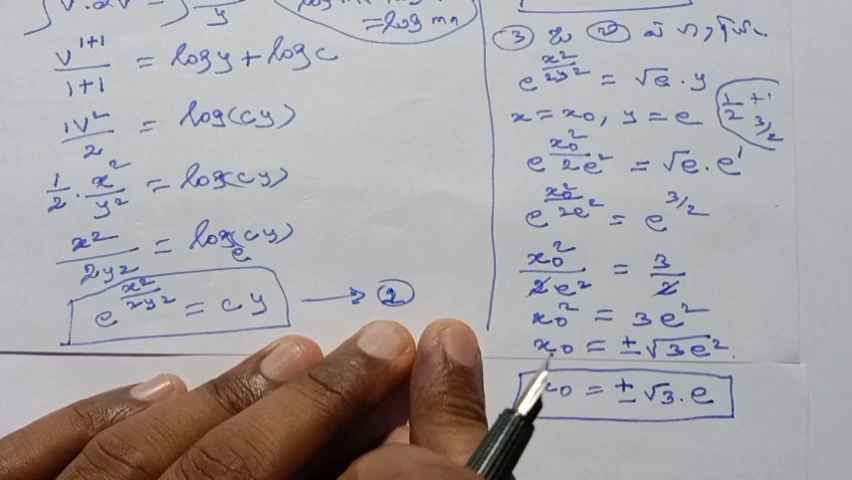 ∫v.dv = ∫ /y
= log mn
v^(1+1)/(1+1) = log y + log c
1v²/2 = log(cy)
1/2 . x²/y² = log(cy)
x²/2y² = log_e(cy)
e^(x²/2y²) = cy → ②
③ ②
e^(x²/2y²) = √e . y
x = x₀, y = e
1/2 + 1
3/2
e^(x₀²/2e²) = √e . e¹
e^(x₀²/2e²) = e^(3/2)
x₀²/2e² = 3/2
x₀² = 3e²
x₀ = ±√3e²
x₀ = ±√3 . e